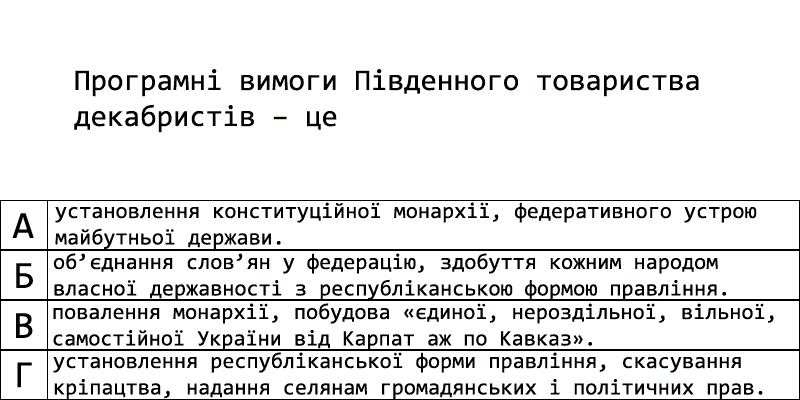 Програмні вимоги Південного товариства
декабристів – це
А
установлення конституційної монархії, федеративного устрою
майбутньої держави.
Б
об’єднання слов’ян у федерацію, здобуття кожним народом
власної державності з республіканською формою правління.
В
повалення монархії, побудова «єдиної, нероздільної, вільної,
самостійної України від Карпат аж по Кавказ».
Г
установлення республіканської форми правління, скасування
кріпацтва, надання селянам громадянських і політичних прав.